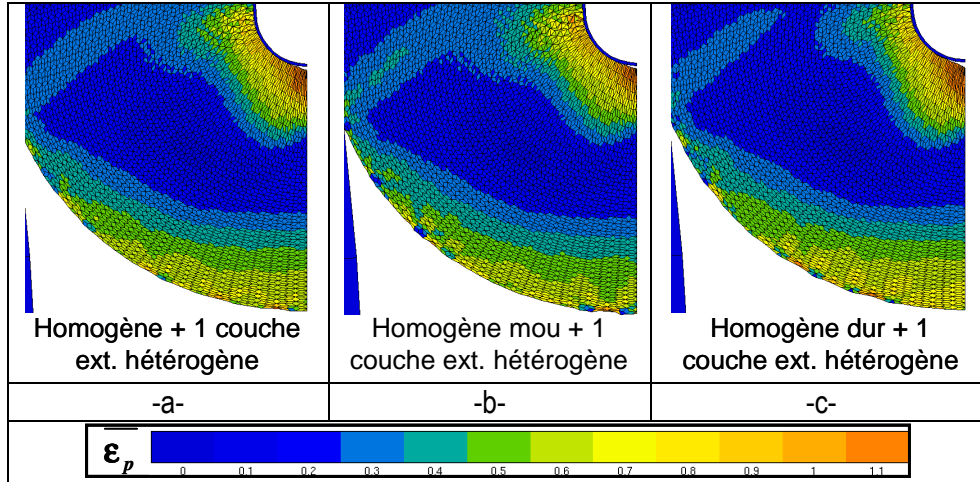 Homogène + 1 couche
ext. hétérogène
Homogène mou + 1
couche ext. hétérogène
Homogène dur + 1
couche ext. hétérogène
-a-
-b-
-c-
ε̅p
0 0.1 0.2 0.3 0.4 0.5 0.6 0.7 0.8 0.9 1 1.1